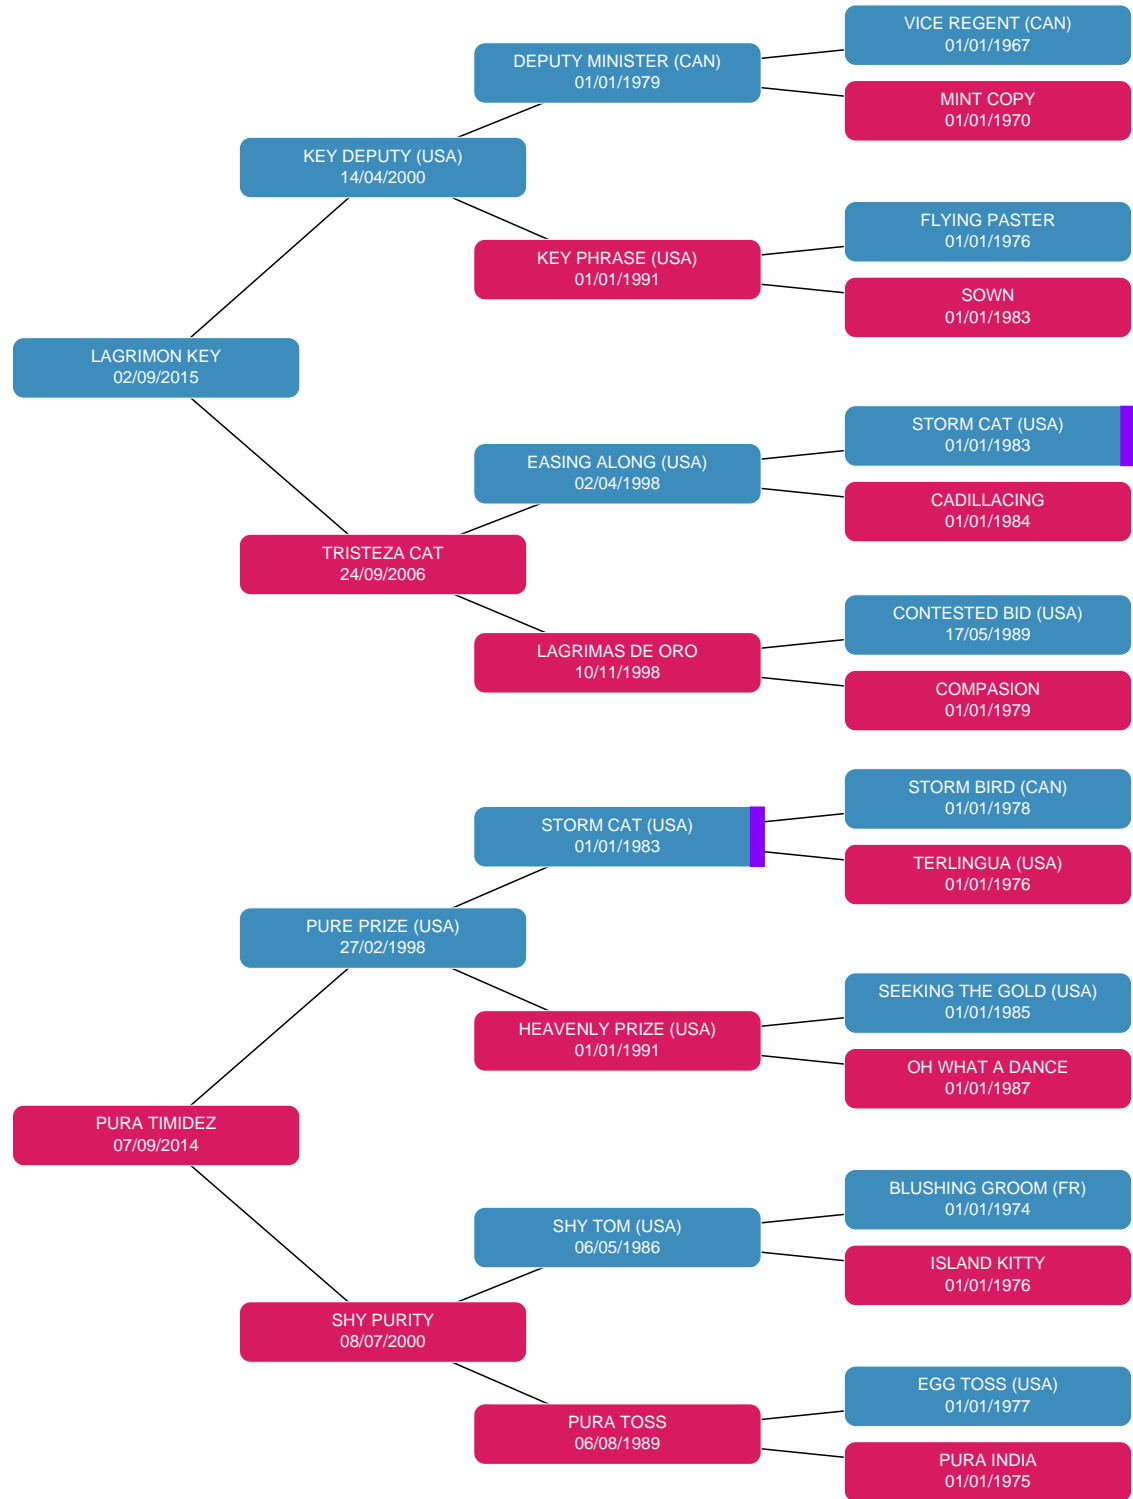 VICE REGENT (CAN)
01/01/1967
DEPUTY MINISTER (CAN)
01/01/1979
MINT COPY
01/01/1970
KEY DEPUTY (USA)
14/04/2000
FLYING PASTER
01/01/1976
KEY PHRASE (USA)
01/01/1991
SOWN
01/01/1983
LAGRIMON KEY
02/09/2015
STORM CAT (USA)
01/01/1983
EASING ALONG (USA)
02/04/1998
CADILLACING
01/01/1984
TRISTEZA CAT
24/09/2006
CONTESTED BID (USA)
17/05/1989
LAGRIMAS DE ORO
10/11/1998
COMPASION
01/01/1979
STORM BIRD (CAN)
01/01/1978
STORM CAT (USA)
01/01/1983
TERLINGUA (USA)
01/01/1976
PURE PRIZE (USA)
27/02/1998
SEEKING THE GOLD (USA)
01/01/1985
HEAVENLY PRIZE (USA)
01/01/1991
OH WHAT A DANCE
01/01/1987
PURA TIMIDEZ
07/09/2014
BLUSHING GROOM (FR)
01/01/1974
SHY TOM (USA)
06/05/1986
ISLAND KITTY
01/01/1976
SHY PURITY
08/07/2000
EGG TOSS (USA)
01/01/1977
PURA TOSS
06/08/1989
PURA INDIA
01/01/1975